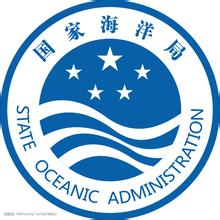 国家海洋局
STATE OCEANIC ADMINISTRATION